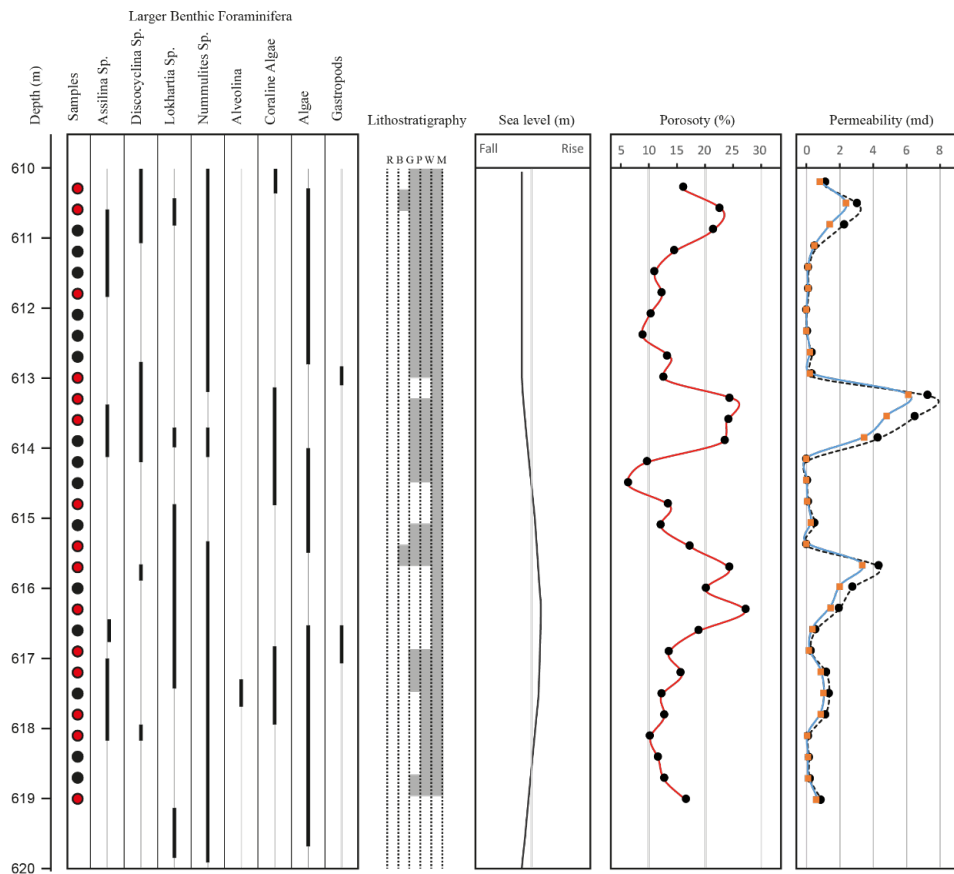 Larger Benthic Foraminifera
Depth (m)
Samples
Assilina Sp.
Discocyclina Sp.
Lokhartia Sp.
Nummulites Sp.
Alveolina
Coraline Algae
Algae
Gastropods
Lithostratigraphy
R B G P W M
Sea level (m)
Fall Rise
Porosoty (%)
5 10 20 30
Permeability (md)
0 2 4 6 8
610
611
612
613
614
615
616
617
618
619
620